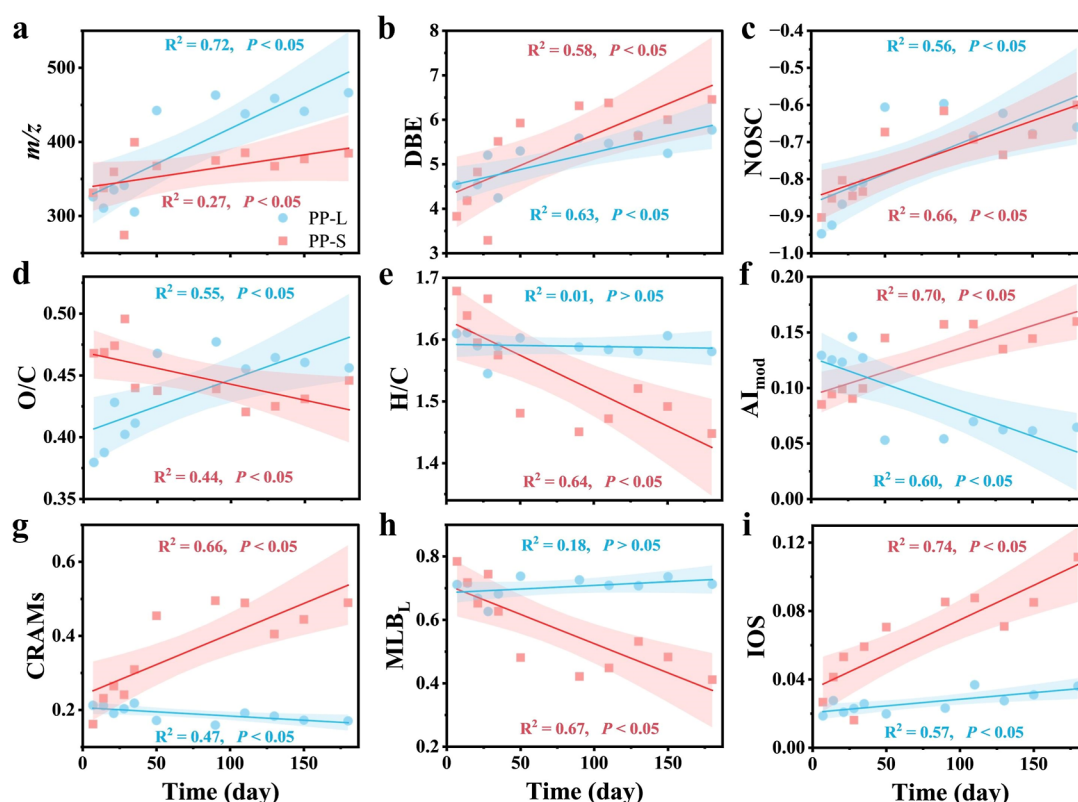 a
R² = 0.72, P < 0.05
m/z
500
400
300
R² = 0.27, P < 0.05
PP-L
PP-S
b
R² = 0.58, P < 0.05
DBE
8
7
6
5
4
3
R² = 0.63, P < 0.05
c
R² = 0.56, P < 0.05
NOSC
−0.4
−0.5
−0.6
−0.7
−0.8
−0.9
−1.0
R² = 0.66, P < 0.05
d
R² = 0.55, P < 0.05
O/C
0.50
0.45
0.40
0.35
R² = 0.44, P < 0.05
e
R² = 0.01, P > 0.05
H/C
1.7
1.6
1.5
1.4
R² = 0.64, P < 0.05
f
R² = 0.70, P < 0.05
AImod
0.20
0.15
0.10
0.05
0.00
R² = 0.60, P < 0.05
g
R² = 0.66, P < 0.05
CRAMs
0.6
0.4
0.2
R² = 0.47, P < 0.05
0 50 100 150
Time (day)
h
R² = 0.18, P > 0.05
MLBL
0.8
0.6
0.4
0.2
R² = 0.67, P < 0.05
0 50 100 150
Time (day)
i
R² = 0.74, P < 0.05
IOS
0.12
0.08
0.04
0.00
R² = 0.57, P < 0.05
0 50 100 150
Time (day)